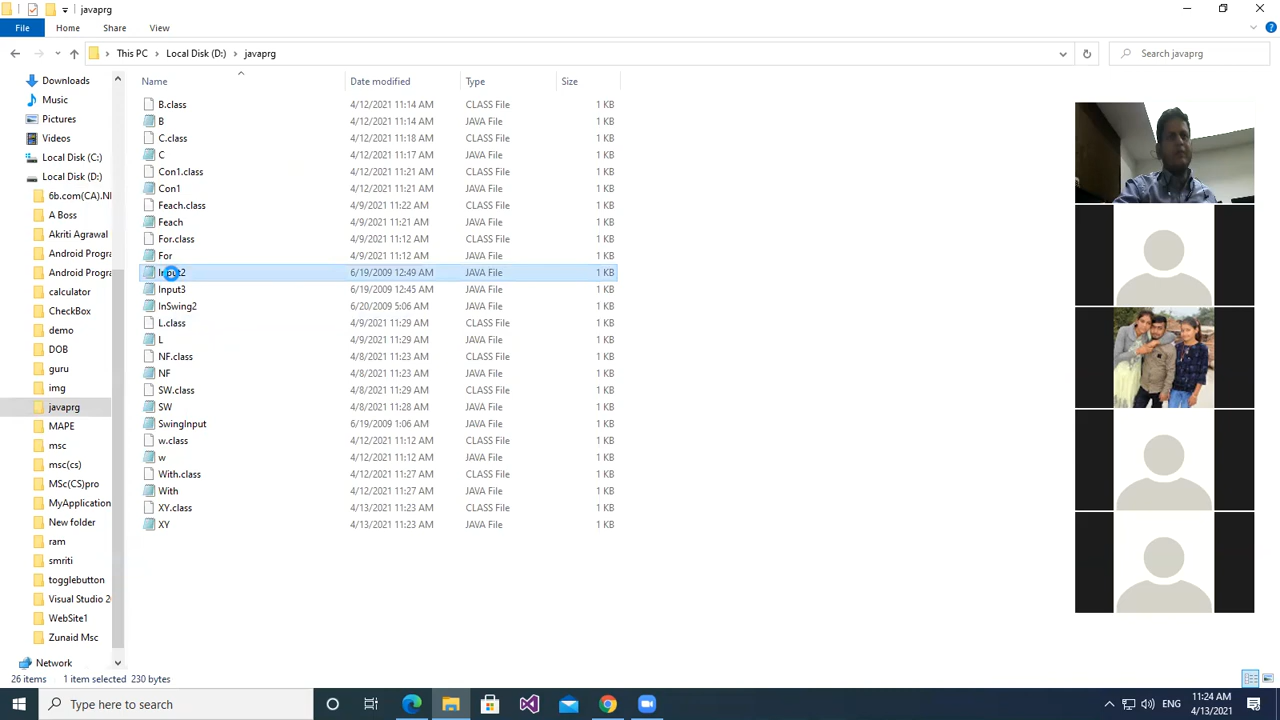 javaprg
File Home Share View
This PC Local Disk (D:) javaprg Search javaprg
Name Date modified Type Size
Downloads
Music
Pictures
Videos
Local Disk (C:)
Local Disk (D:)
6b.com(CA).NI
A Boss
Akriti Agrawal
Android Progra
Android Progra
calculator
CheckBox
demo
DOB
guru
img
javaprg
MAPE
msc
msc(cs)
MSc(CS)pro
MyApplication
New folder
ram
smriti
togglebutton
Visual Studio 20
WebSite1
Zunaid Msc
Network
B.class 4/12/2021 11:14 AM CLASS File 1 KB
B 4/12/2021 11:14 AM JAVA File 1 KB
C.class 4/12/2021 11:18 AM CLASS File 1 KB
C 4/12/2021 11:17 AM JAVA File 1 KB
Con1.class 4/12/2021 11:21 AM CLASS File 1 KB
Con1 4/12/2021 11:21 AM JAVA File 1 KB
Feach.class 4/9/2021 11:22 AM CLASS File 1 KB
Feach 4/9/2021 11:21 AM JAVA File 1 KB
For.class 4/9/2021 11:12 AM CLASS File 1 KB
For 4/9/2021 11:12 AM JAVA File 1 KB
Input2 6/19/2009 12:49 AM JAVA File 1 KB
Input3 6/19/2009 12:45 AM JAVA File 1 KB
InSwing2 6/20/2009 5:06 AM JAVA File 1 KB
L.class 4/9/2021 11:29 AM CLASS File 1 KB
L 4/9/2021 11:29 AM JAVA File 1 KB
NF.class 4/8/2021 11:23 AM CLASS File 1 KB
NF 4/8/2021 11:23 AM JAVA File 1 KB
SW.class 4/8/2021 11:29 AM CLASS File 1 KB
SW 4/8/2021 11:28 AM JAVA File 1 KB
SwingInput 6/19/2009 1:06 AM JAVA File 1 KB
w.class 4/12/2021 11:12 AM CLASS File 1 KB
w 4/12/2021 11:12 AM JAVA File 1 KB
With.class 4/12/2021 11:27 AM CLASS File 1 KB
With 4/12/2021 11:27 AM JAVA File 1 KB
XY.class 4/13/2021 11:23 AM CLASS File 1 KB
XY 4/13/2021 11:23 AM JAVA File 1 KB
26 items 1 item selected 230 bytes
Type here to search
ENG
11:24 AM
4/13/2021